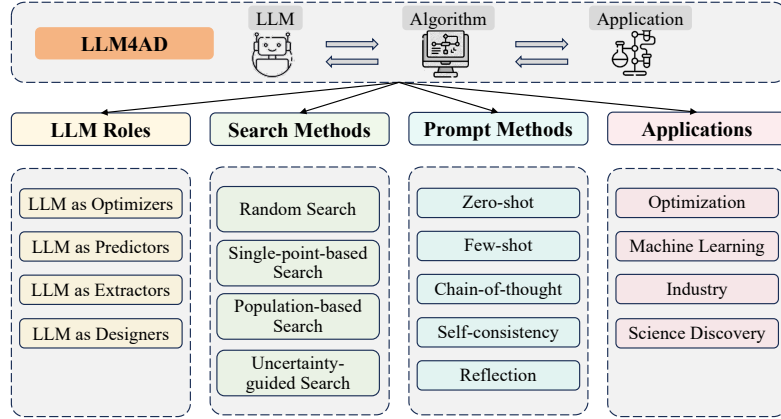 LLM4AD
LLM
Algorithm
Application
LLM Roles
Search Methods
Prompt Methods
Applications
LLM as Optimizers
LLM as Predictors
LLM as Extractors
LLM as Designers
Random Search
Single-point-based
Search
Population-based
Search
Uncertainty-
guided Search
Zero-shot
Few-shot
Chain-of-thought
Self-consistency
Reflection
Optimization
Machine Learning
Industry
Science Discovery